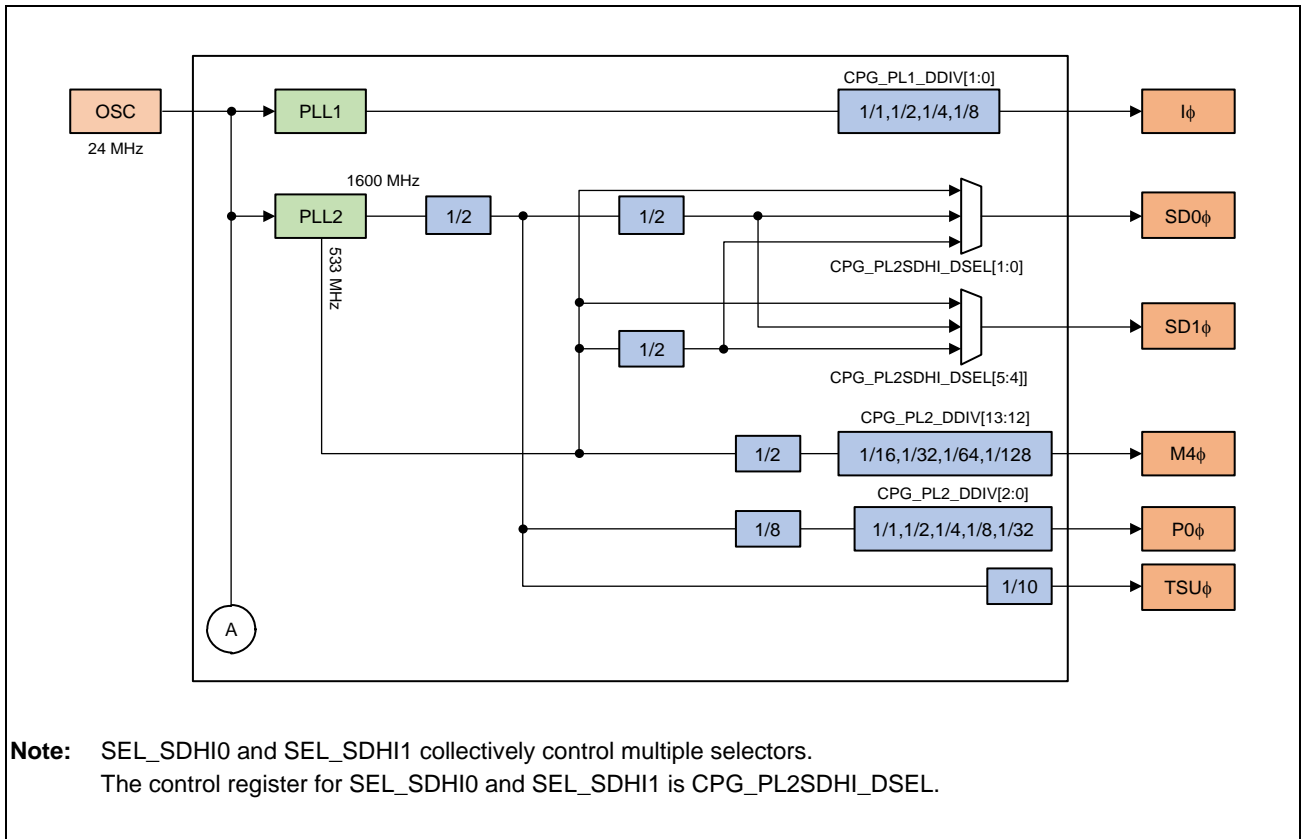 CPG_PL1_DDIV[1:0]
OSC
PLL1
1/1,1/2,1/4,1/8
Iϕ
24 MHz
1600 MHz
PLL2
1/2
1/2
SD0ϕ
533 MHz
CPG_PL2SDHI_DSEL[1:0]
1/2
SD1ϕ
CPG_PL2SDHI_DSEL[5:4]]
CPG_PL2_DDIV[13:12]
1/2
1/16,1/32,1/64,1/128
M4ϕ
CPG_PL2_DDIV[2:0]
1/8
1/1,1/2,1/4,1/8,1/32
P0ϕ
1/10
TSUϕ
A
Note: SEL_SDHI0 and SEL_SDHI1 collectively control multiple selectors.
The control register for SEL_SDHI0 and SEL_SDHI1 is CPG_PL2SDHI_DSEL.